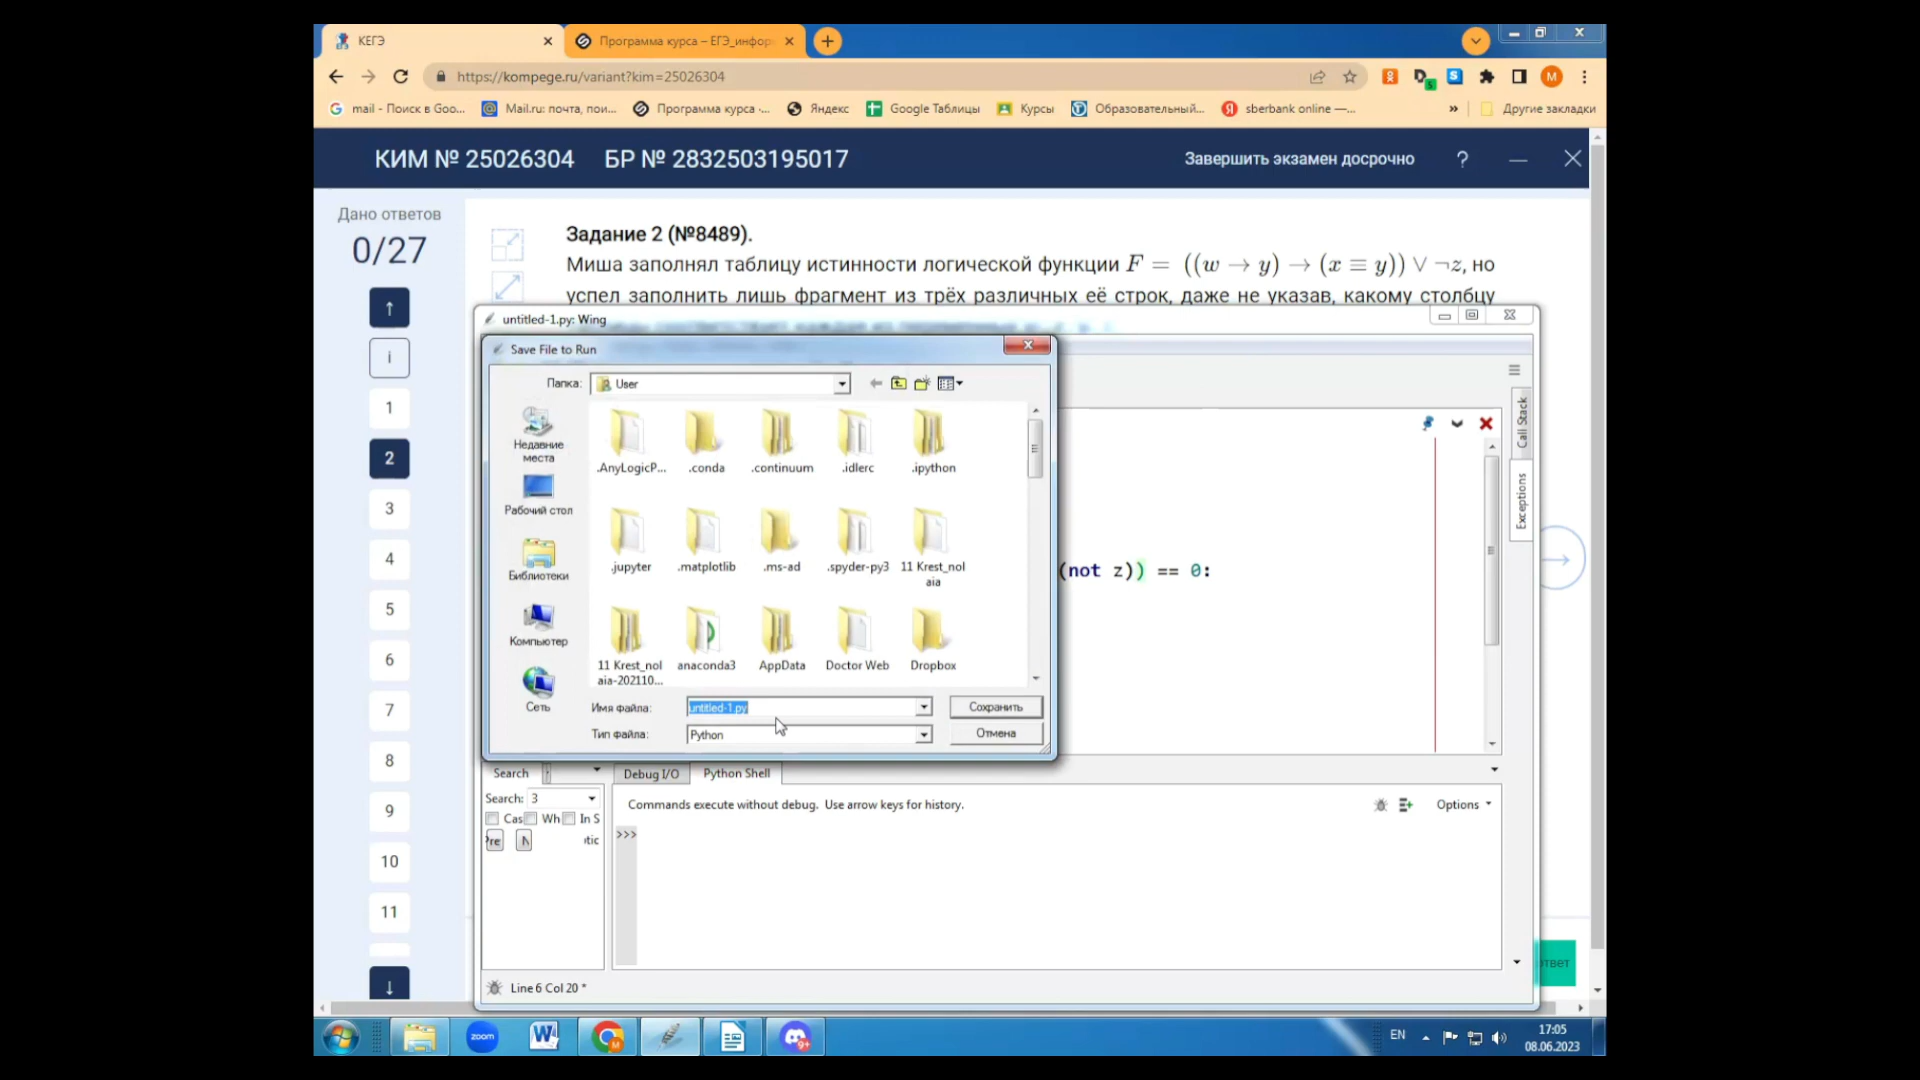 КЕГЭ
Программа курса – ЕГЭ_инфор
https://kompege.ru/variant?kim=25026304
mail - Поиск в Goo...
Mail.ru: почта, пои...
Программа курса -...
Яндекс
Google Таблицы
Курсы
Образовательный...
sberbank online —...
»
Другие закладки
КИМ № 25026304 БР № 2832503195017
Завершить экзамен досрочно
?
Дано ответов
0/27
↑
i
1
2
3
4
5
6
7
8
9
10
11
↓
Задание 2 (№8489).
Миша заполнял таблицу истинности логической функции F = ((w → y) → (x ≡ y)) ∨ ¬z, но
успел заполнить лишь фрагмент из трёх различных её строк, даже не указав, какому столбцу
untitled-1.py: Wing
Save File to Run
Папка: User
Недавние места
Рабочий стол
Библиотеки
Компьютер
Сеть
.AnyLogicP...
.conda
.continuum
.idlerc
.ipython
.jupyter
.matplotlib
.ms-ad
.spyder-py3
11 Krest_nol
aia
11 Krest_nol
aia-202110...
anaconda3
AppData
Doctor Web
Dropbox
Имя файла: untitled-1.py
Сохранить
Тип файла: Python
Отмена
(not z)) == 0:
Call Stack
Exceptions
Search
Debug I/O
Python Shell
Search: 3
Cas Wh In S
Commands execute without debug. Use arrow keys for history.
Options
>>>
Line 6 Col 20 *
твет
zoom
EN
17:05
08.06.2023